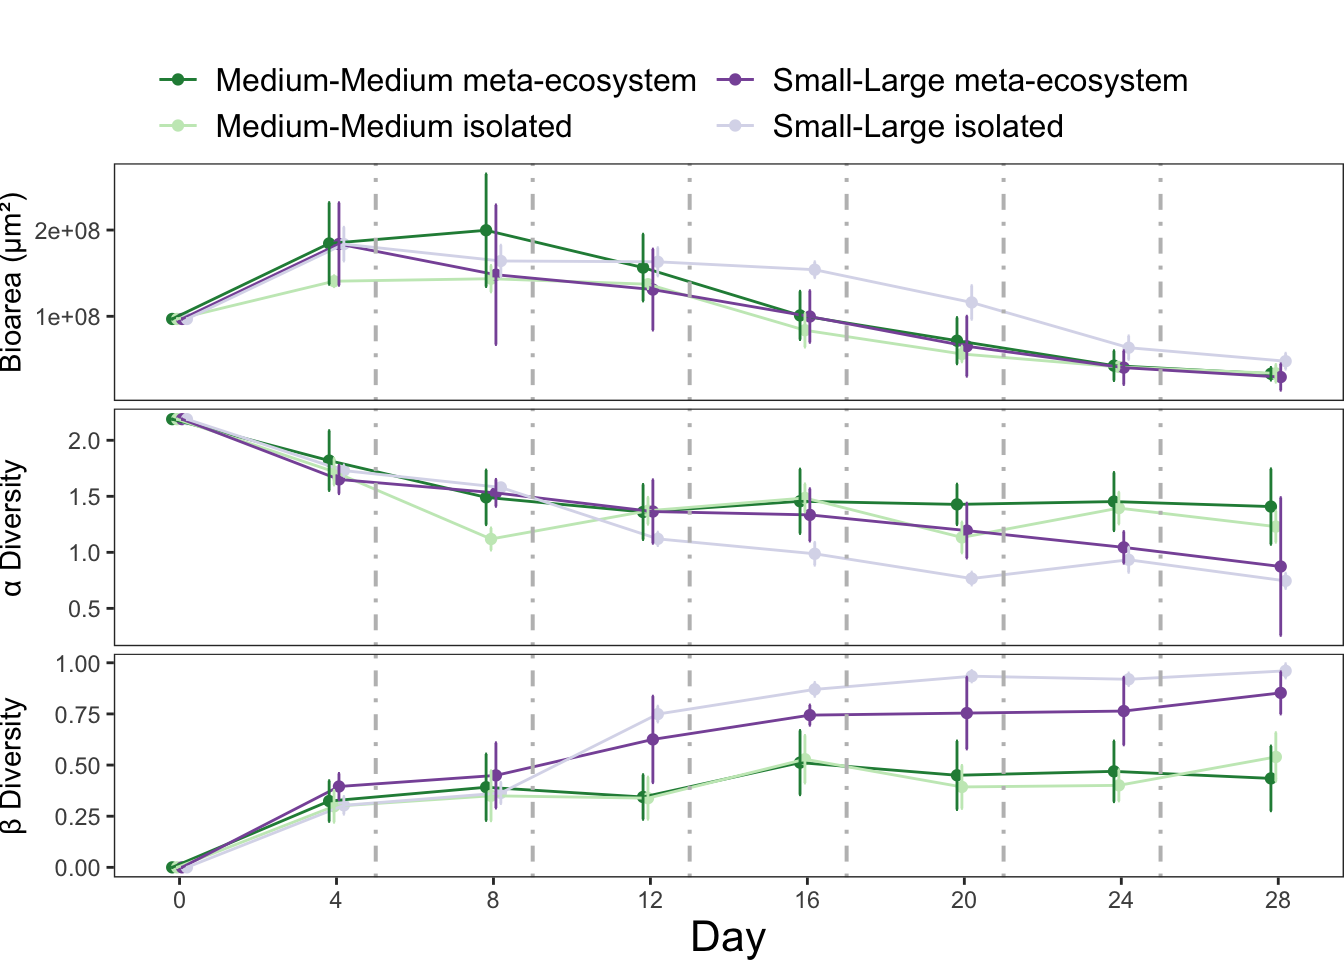 Medium-Medium meta-ecosystem Small-Large meta-ecosystem
Medium-Medium isolated Small-Large isolated
Bioarea (µm²)
2e+08
1e+08
α Diversity
2.0
1.5
1.0
0.5
β Diversity
1.00
0.75
0.50
0.25
0.00
0 4 8 12 16 20 24 28
Day